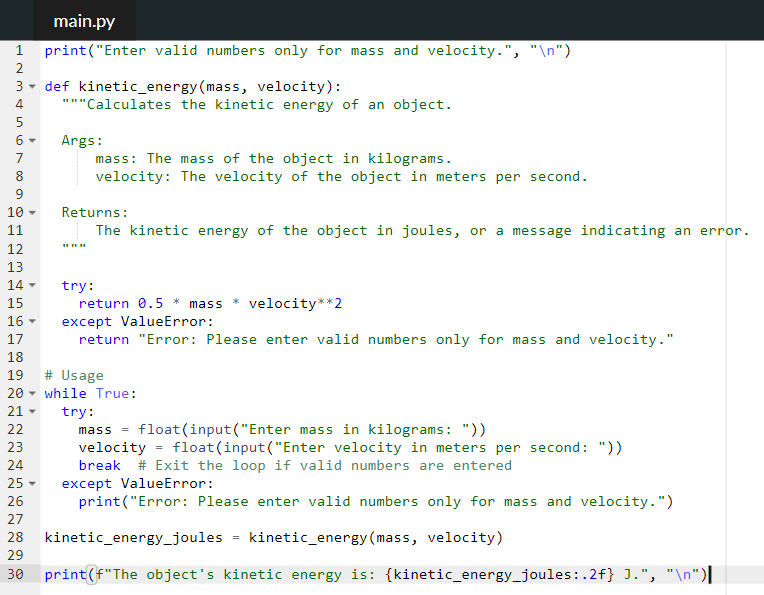 main.py
1 print("Enter valid numbers only for mass and velocity.", "\n")
2
3 def kinetic_energy(mass, velocity):
4   """Calculates the kinetic energy of an object.
5
6   Args:
7       mass: The mass of the object in kilograms.
8       velocity: The velocity of the object in meters per second.
9
10   Returns:
11       The kinetic energy of the object in joules, or a message indicating an error.
12   """
13
14   try:
15     return 0.5 * mass * velocity**2
16   except ValueError:
17     return "Error: Please enter valid numbers only for mass and velocity."
18
19 # Usage
20 while True:
21   try:
22     mass = float(input("Enter mass in kilograms: "))
23     velocity = float(input("Enter velocity in meters per second: "))
24     break  # Exit the loop if valid numbers are entered
25   except ValueError:
26     print("Error: Please enter valid numbers only for mass and velocity.")
27
28 kinetic_energy_joules = kinetic_energy(mass, velocity)
29
30 print(f"The object's kinetic energy is: {kinetic_energy_joules:.2f} J.", "\n")